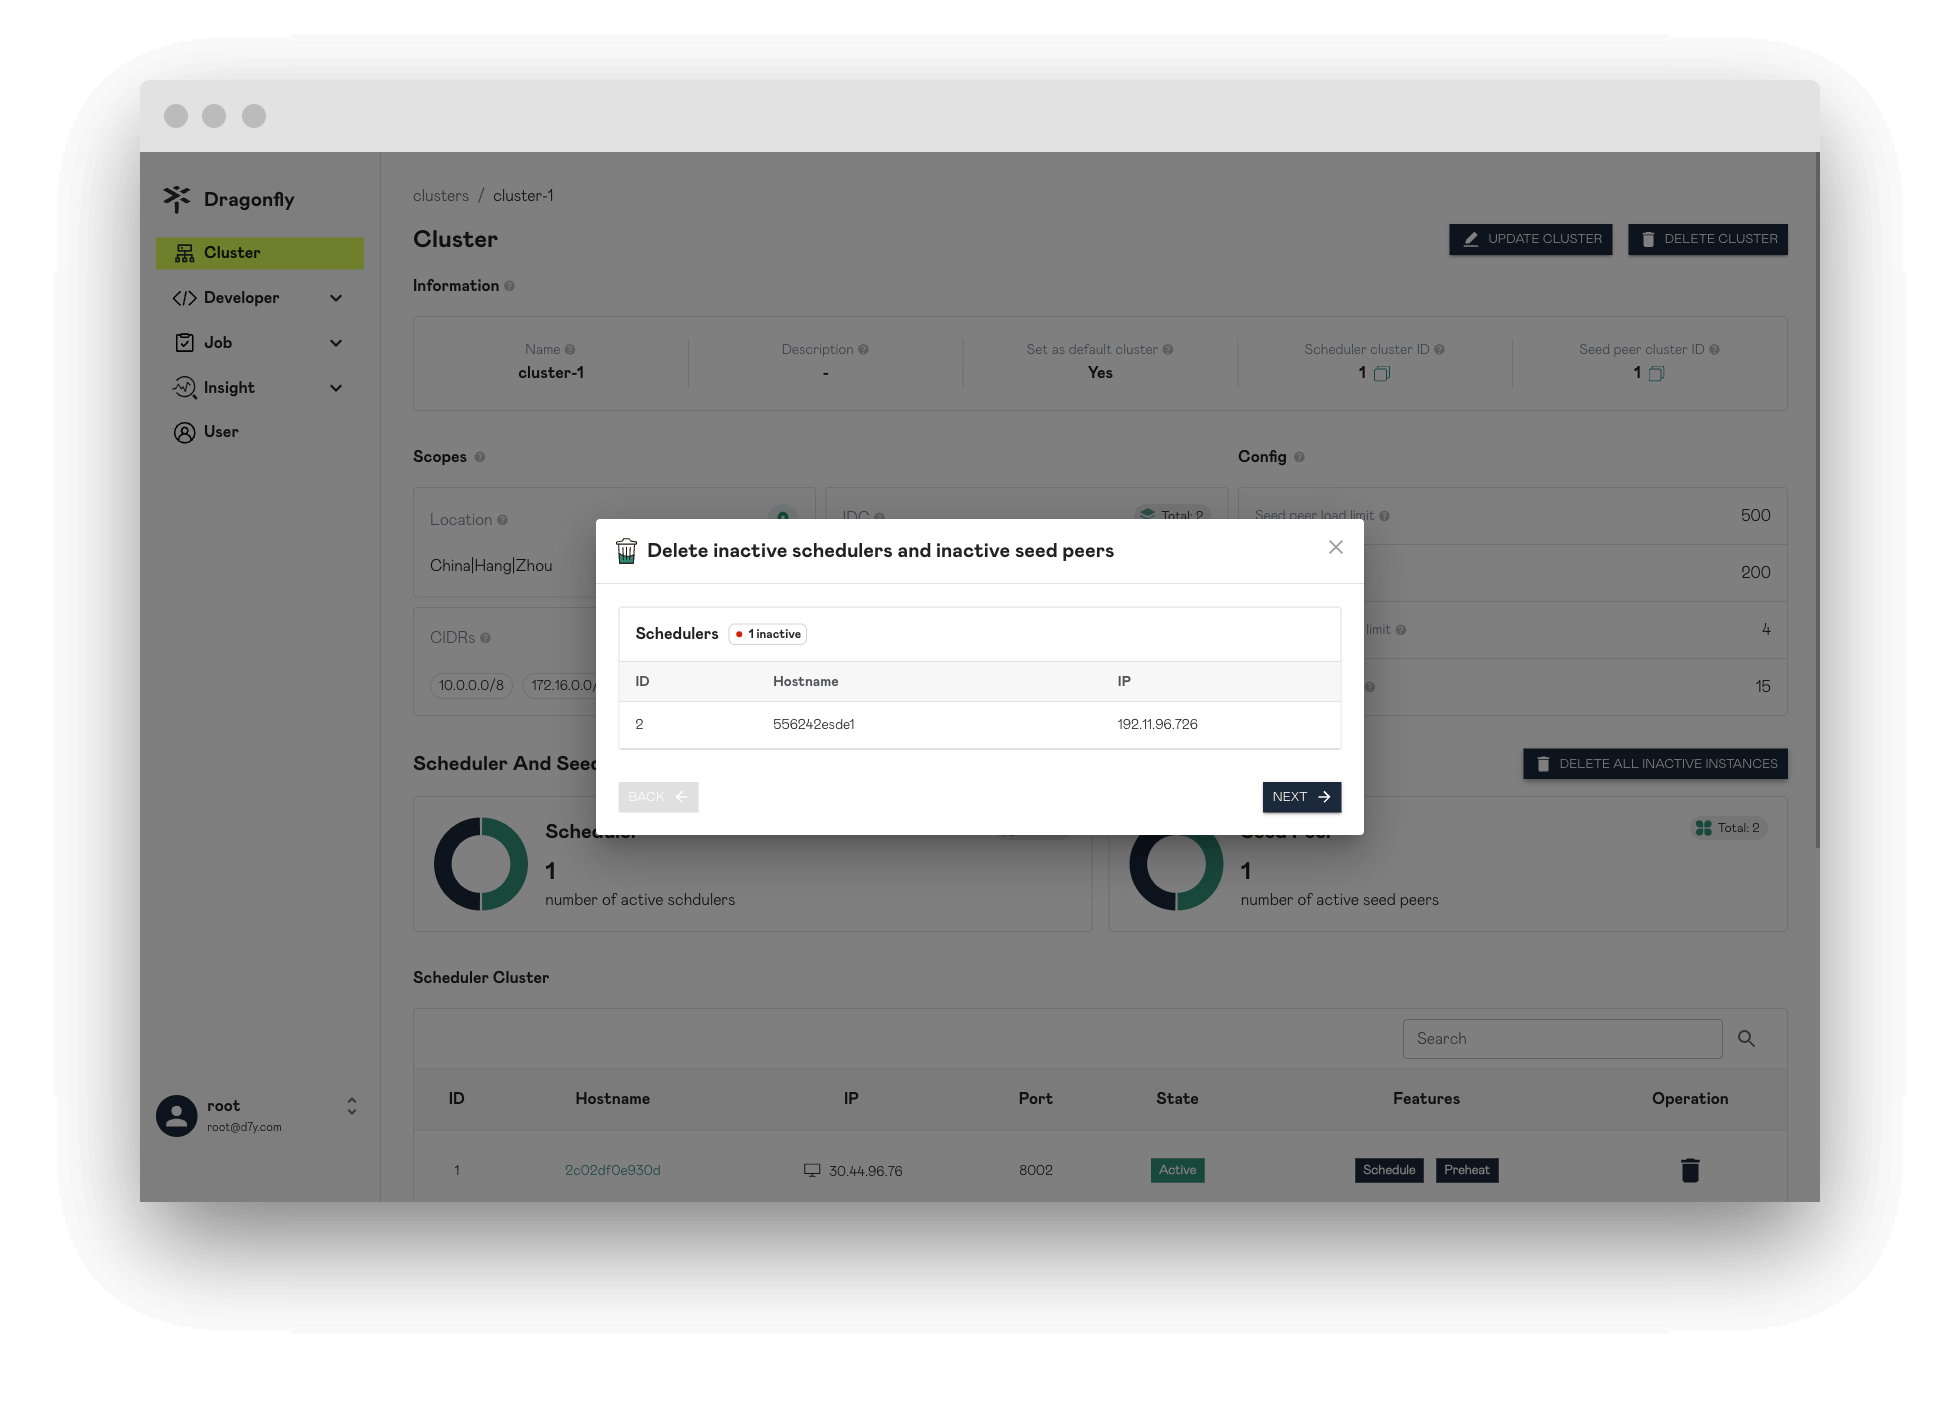 Dragonfly
Cluster
Developer
Job
Insight
User
root
root@d7y.com
clusters / cluster-1
Cluster
UPDATE CLUSTER
DELETE CLUSTER
Information
Name
Description
Set as default cluster
Scheduler cluster ID
Seed peer cluster ID
cluster-1
-
Yes
1
1
Scopes
Config
Location
IDC
Total: 2
Seed peer load limit
500
China|Hang|Zhou
200
CIDRs
limit
4
10.0.0.0/8
172.16.0.0/
15
Delete inactive schedulers and inactive seed peers
Schedulers
1 inactive
ID
Hostname
IP
2
556242esde1
192.11.96.726
BACK
NEXT
Scheduler And Seed
DELETE ALL INACTIVE INSTANCES
Scheduler
1
number of active schdulers
Seed Peer
Total: 2
1
number of active seed peers
Scheduler Cluster
Search
ID
Hostname
IP
Port
State
Features
Operation
1
2c02df0e930d
30.44.96.76
8002
Active
Schedule
Preheat